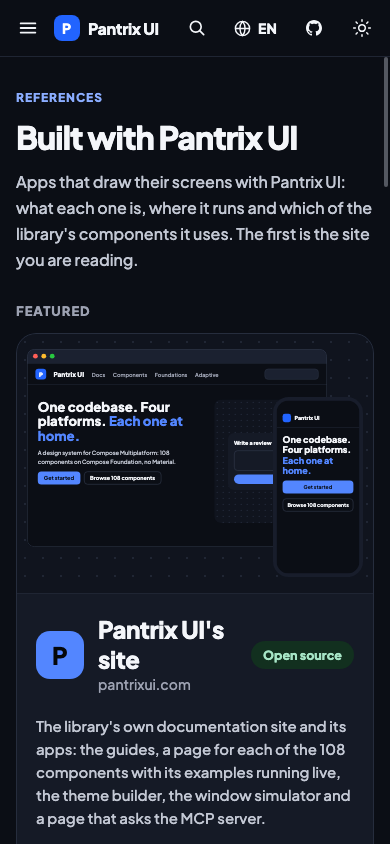 P Pantrix UI EN
REFERENCES
Built with Pantrix UI
Apps that draw their screens with Pantrix UI:
what each one is, where it runs and which of the
library's components it uses. The first is the site
you are reading.
FEATURED
P Pantrix UI Docs Components Foundations Adaptive
One codebase. Four
platforms. Each one at
home.
A design system for Compose Multiplatform: 108
components on Compose Foundation, no Material.
Get started Browse 108 components
Write a review
Pantrix UI
One codebase.
Four platforms.
Each one at
home.
Get started
Browse 108 components
P
Pantrix UI's
site
pantrixui.com
Open source
The library's own documentation site and its
apps: the guides, a page for each of the 108
components with its examples running live,
the theme builder, the window simulator and
a page that asks the MCP server.